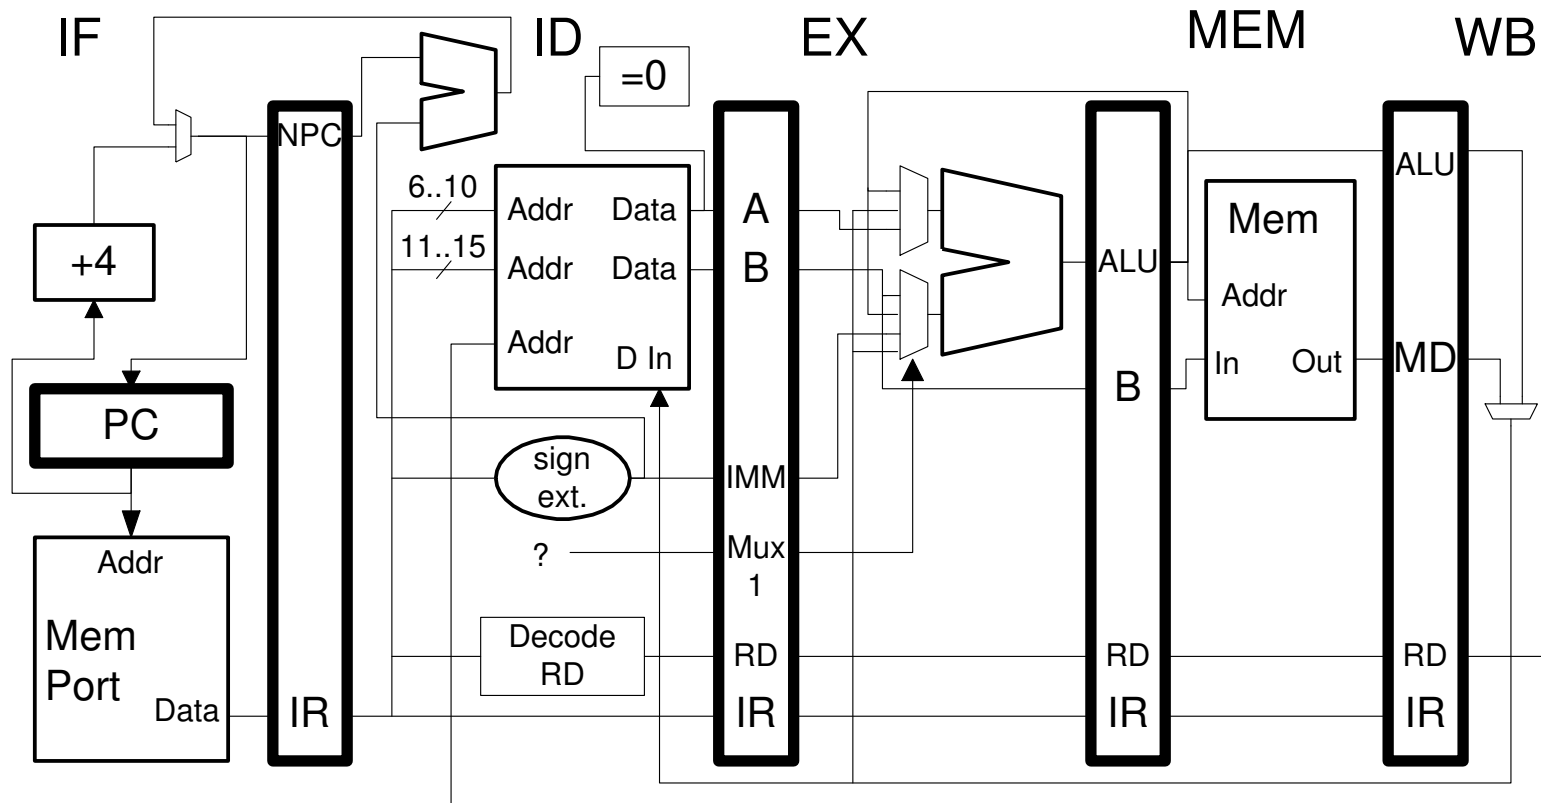 IF
ID
EX
MEM
WB
=0
NPC
6..10
11..15
+4
PC
Addr
Mem
Port
Data
IR
Addr
Data
Addr
Data
Addr
D In
sign
ext.
?
Decode
RD
A
B
IMM
Mux
1
RD
IR
ALU
B
RD
IR
Mem
Addr
In
Out
ALU
MD
RD
IR